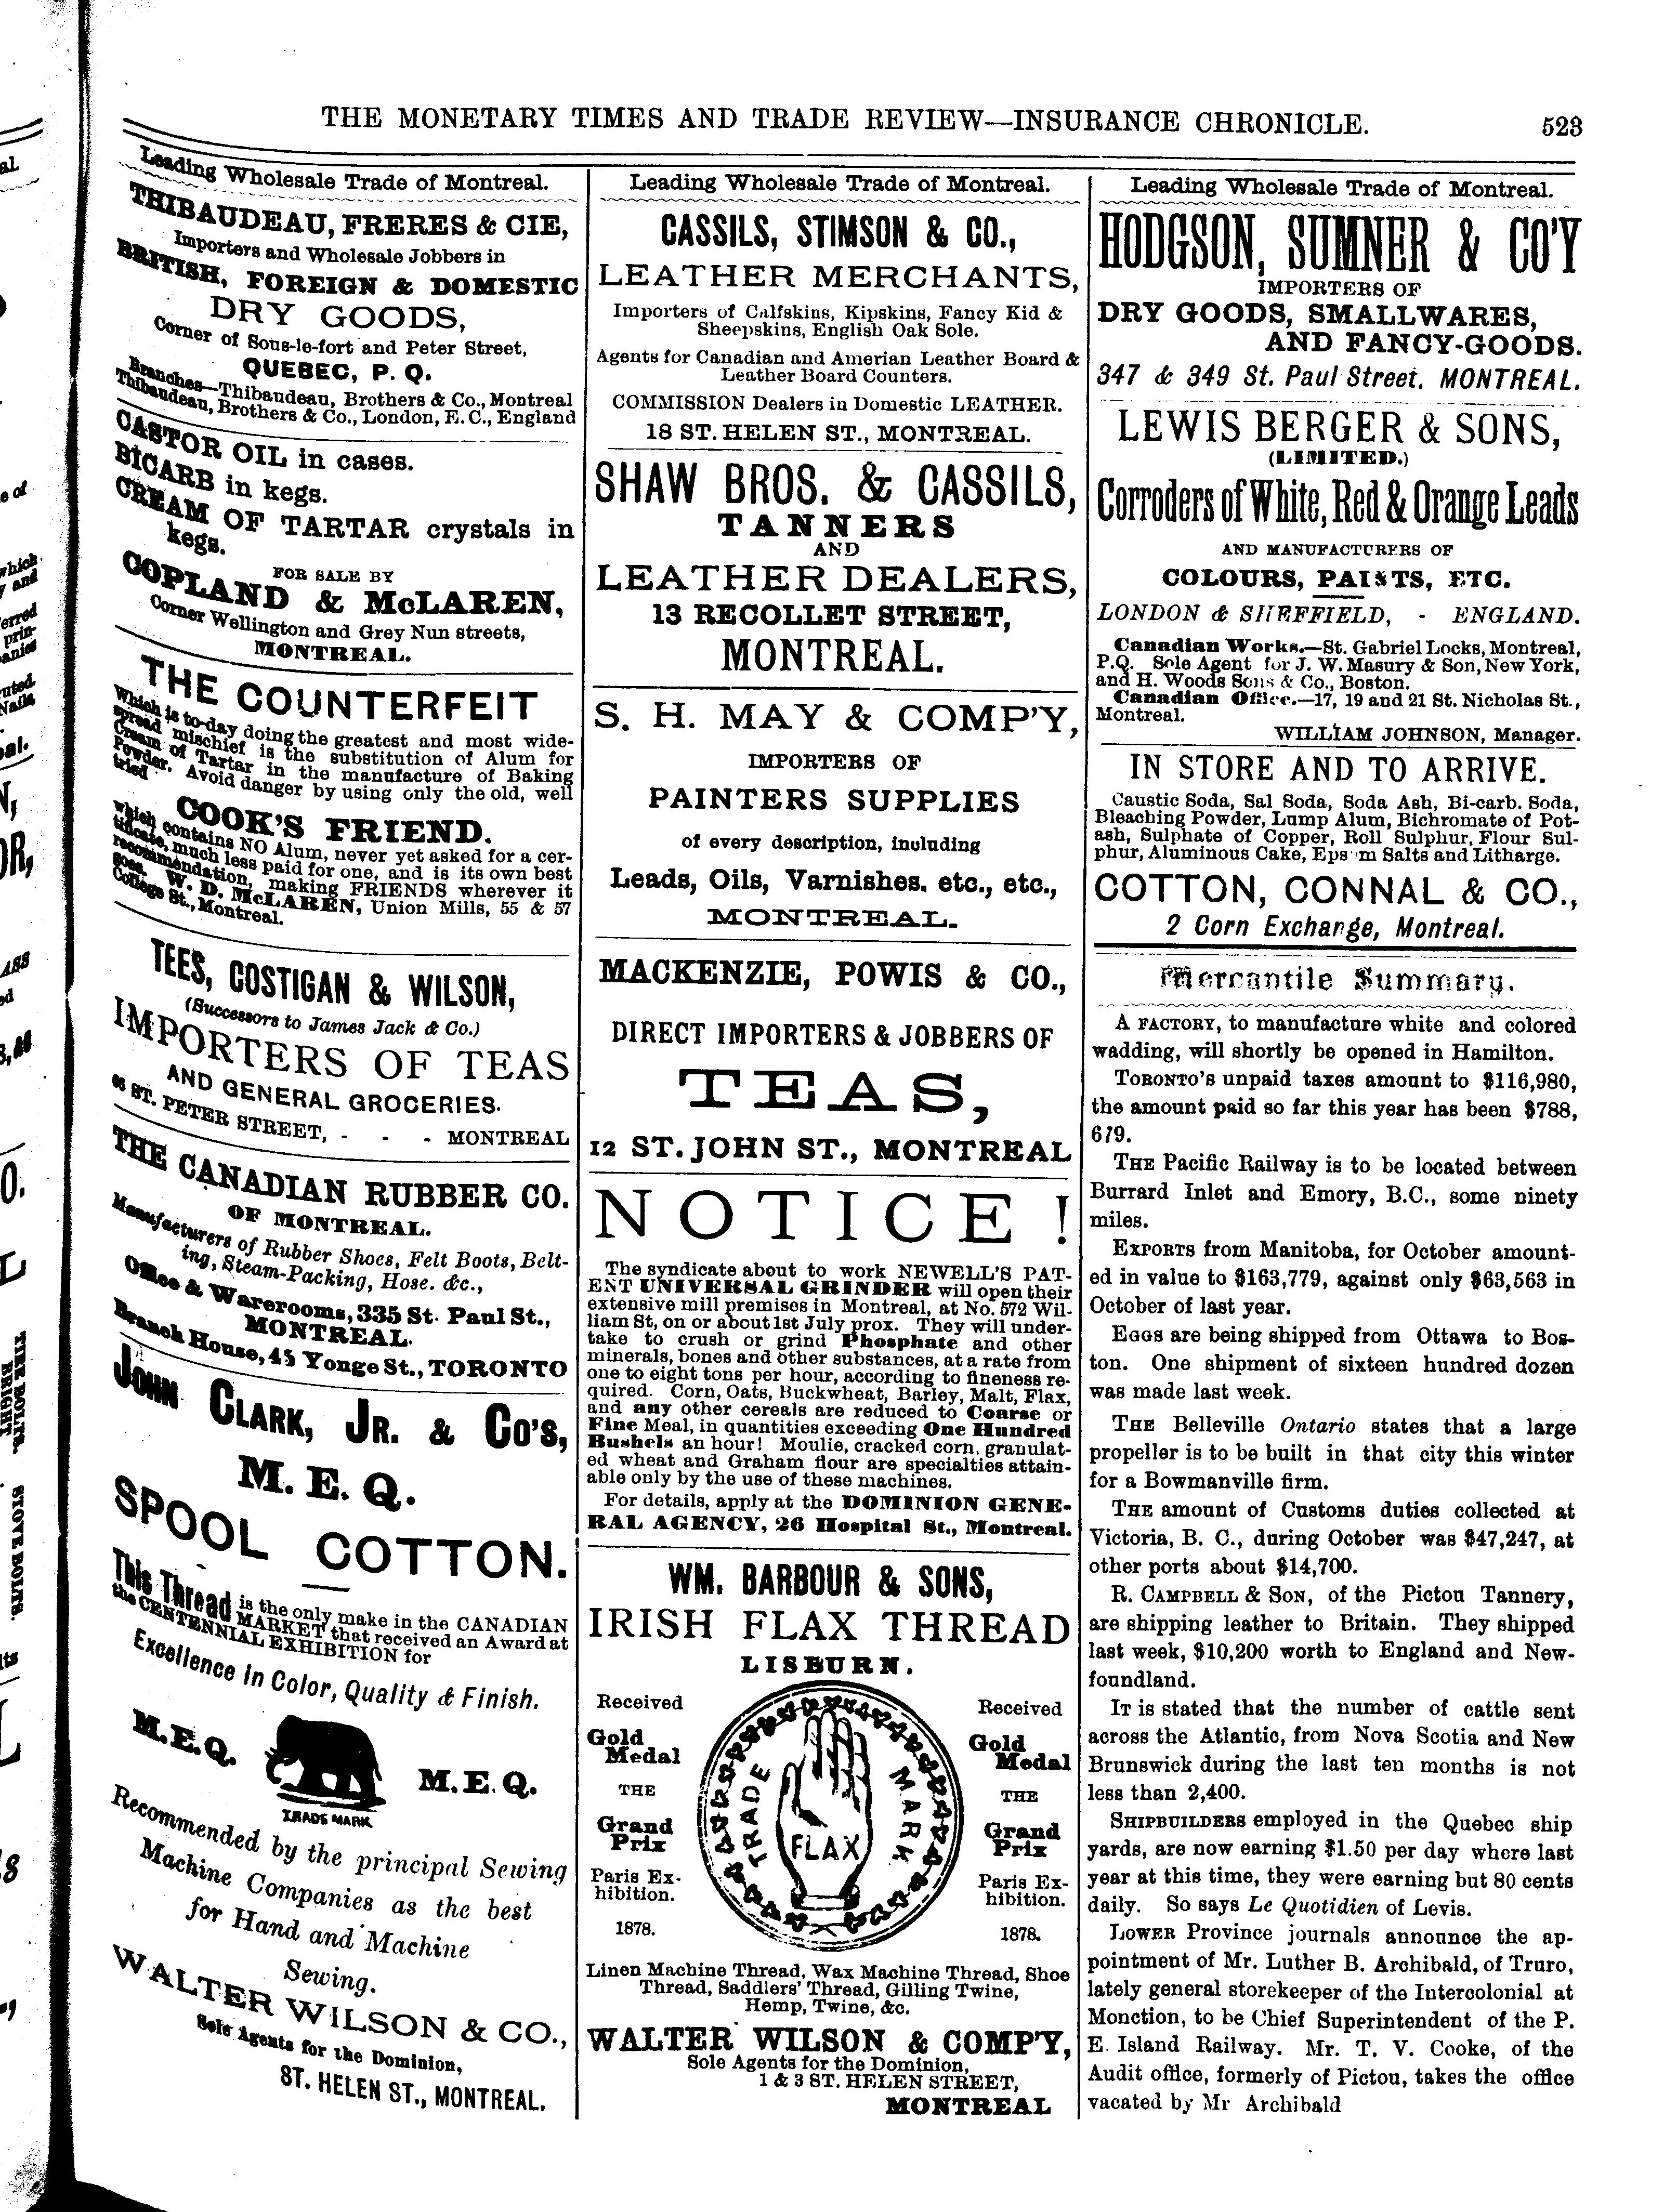 THE MONETARY TIMES AND TRADE REVIEW—INSURANCE CHRONICLE. 523
Leading Wholesale Trade of Montreal.
THIBAUDEAU, FRERES & CIE,
Importers and Wholesale Jobbers in
BRITISH, FOREIGN & DOMESTIC
DRY GOODS,
Corner of Sous-le-fort and Peter Street,
QUEBEC, P. Q.
Branches—Thibaudeau, Brothers & Co., Montreal
Thibaudeau, Brothers & Co., London, E. C., England
CASTOR OIL in cases.
BICARB in kegs.
CREAM OF TARTAR crystals in
kegs.
FOR SALE BY
COPLAND & McLAREN,
Corner Wellington and Grey Nun streets,
MONTREAL.
THE COUNTERFEIT
Which is to-day doing the greatest and most wide-
spread mischief is the substitution of Alum for
Cream of Tartar in the manufacture of Baking
Powder. Avoid danger by using only the old, well
tried
COOK'S FRIEND.
which contains NO Alum, never yet asked for a cer-
tificate, much less paid for one, and is its own best
recommendation, making FRIENDS wherever it
goes. W. D. McLAREN, Union Mills, 55 & 57
College St., Montreal.
TEES, COSTIGAN & WILSON,
(Successors to James Jack & Co.)
IMPORTERS OF TEAS
AND GENERAL GROCERIES.
66 ST. PETER STREET, - - - MONTREAL
THE CANADIAN RUBBER CO.
OF MONTREAL.
Manufacturers of Rubber Shoes, Felt Boots, Belt-
ing, Steam-Packing, Hose. &c.,
Office & Warerooms, 335 St. Paul St.,
MONTREAL.
Branch House, 45 Yonge St., TORONTO
JOHN CLARK, JR. & CO'S,
M. E. Q.
SPOOL COTTON.
This Thread is the only make in the CANADIAN
MARKET that received an Award at
the CENTENNIAL EXHIBITION for
Excellence in Color, Quality & Finish.
M.E.Q.
M.E.Q.
TRADE MARK
Recommended by the principal Sewing
Machine Companies as the best
for Hand and Machine
Sewing.
WALTER WILSON & CO.,
Sole Agents for the Dominion,
ST. HELEN ST., MONTREAL.
Leading Wholesale Trade of Montreal.
CASSILS, STIMSON & CO.,
LEATHER MERCHANTS,
Importers of Calfskins, Kipskins, Fancy Kid &
Sheepskins, English Oak Sole.
Agents for Canadian and Amerian Leather Board &
Leather Board Counters.
COMMISSION Dealers in Domestic LEATHER.
18 ST. HELEN ST., MONTREAL.
SHAW BROS. & CASSILS,
TANNERS
AND
LEATHER DEALERS,
13 RECOLLET STREET,
MONTREAL.
S. H. MAY & COMP'Y,
IMPORTERS OF
PAINTERS SUPPLIES
of every description, including
Leads, Oils, Varnishes. etc., etc.,
MONTREAL.
MACKENZIE, POWIS & CO.,
DIRECT IMPORTERS & JOBBERS OF
TEAS,
12 ST. JOHN ST., MONTREAL
NOTICE!
The syndicate about to work NEWELL'S PAT-
ENT UNIVERSAL GRINDER will open their
extensive mill premises in Montreal, at No. 572 Wil-
liam St, on or about 1st July prox. They will under-
take to crush or grind Phosphate and other
minerals, bones and other substances, at a rate from
one to eight tons per hour, according to fineness re-
quired. Corn, Oats, Buckwheat, Barley, Malt, Flax,
and any other cereals are reduced to Coarse or
Fine Meal, in quantities exceeding One Hundred
Bushels an hour! Moulie, cracked corn, granulat-
ed wheat and Graham flour are specialties attain-
able only by the use of these machines.
For details, apply at the DOMINION GENE-
RAL AGENCY, 26 Hospital St., Montreal.
WM. BARBOUR & SONS,
IRISH FLAX THREAD
LISBURN.
Received
Gold
Medal
THE
Grand
Prix
Paris Ex-
hibition.
1878.
TRADE MARK
FLAX
Received
Gold
Medal
THE
Grand
Prix
Paris Ex-
hibition.
1878.
Linen Machine Thread, Wax Machine Thread, Shoe
Thread, Saddlers' Thread, Gilling Twine,
Hemp, Twine, &c.
WALTER WILSON & COMP'Y,
Sole Agents for the Dominion,
1 & 3 ST. HELEN STREET,
MONTREAL
Leading Wholesale Trade of Montreal.
HODGSON, SUMNER & CO'Y
IMPORTERS OF
DRY GOODS, SMALLWARES,
AND FANCY-GOODS.
347 & 349 St. Paul Street, MONTREAL.
LEWIS BERGER & SONS,
(LIMITED.)
Corroders of White, Red & Orange Leads
AND MANUFACTURERS OF
COLOURS, PAINTS, ETC.
LONDON & SHEFFIELD, - ENGLAND.
Canadian Works.—St. Gabriel Locks, Montreal,
P.Q. Sole Agent for J. W. Masury & Son, New York,
and H. Woods Sons & Co., Boston.
Canadian Office.—17, 19 and 21 St. Nicholas St.,
Montreal.
WILLIAM JOHNSON, Manager.
IN STORE AND TO ARRIVE.
Caustic Soda, Sal Soda, Soda Ash, Bi-carb. Soda,
Bleaching Powder, Lump Alum, Bichromate of Pot-
ash, Sulphate of Copper, Roll Sulphur, Flour Sul-
phur, Aluminous Cake, Epsom Salts and Litharge.
COTTON, CONNAL & CO.,
2 Corn Exchange, Montreal.
Mercantile Summary.
A FACTORY, to manufacture white and colored
wadding, will shortly be opened in Hamilton.
TORONTO'S unpaid taxes amount to $116,980,
the amount paid so far this year has been $788,
679.
THE Pacific Railway is to be located between
Burrard Inlet and Emory, B.C., some ninety
miles.
EXPORTS from Manitoba, for October amount-
ed in value to $163,779, against only $63,563 in
October of last year.
EGGS are being shipped from Ottawa to Bos-
ton. One shipment of sixteen hundred dozen
was made last week.
THE Belleville Ontario states that a large
propeller is to be built in that city this winter
for a Bowmanville firm.
THE amount of Customs duties collected at
Victoria, B. C., during October was $47,247, at
other ports about $14,700.
R. CAMPBELL & SON, of the Pictou Tannery,
are shipping leather to Britain. They shipped
last week, $10,200 worth to England and New-
foundland.
IT is stated that the number of cattle sent
across the Atlantic, from Nova Scotia and New
Brunswick during the last ten months is not
less than 2,400.
SHIPBUILDERS employed in the Quebec ship
yards, are now earning $1.50 per day where last
year at this time, they were earning but 80 cents
daily. So says Le Quotidien of Levis.
LOWER Province journals announce the ap-
pointment of Mr. Luther B. Archibald, of Truro,
lately general storekeeper of the Intercolonial at
Monction, to be Chief Superintendent of the P.
E. Island Railway. Mr. T. V. Cooke, of the
Audit office, formerly of Pictou, takes the office
vacated by Mr Archibald